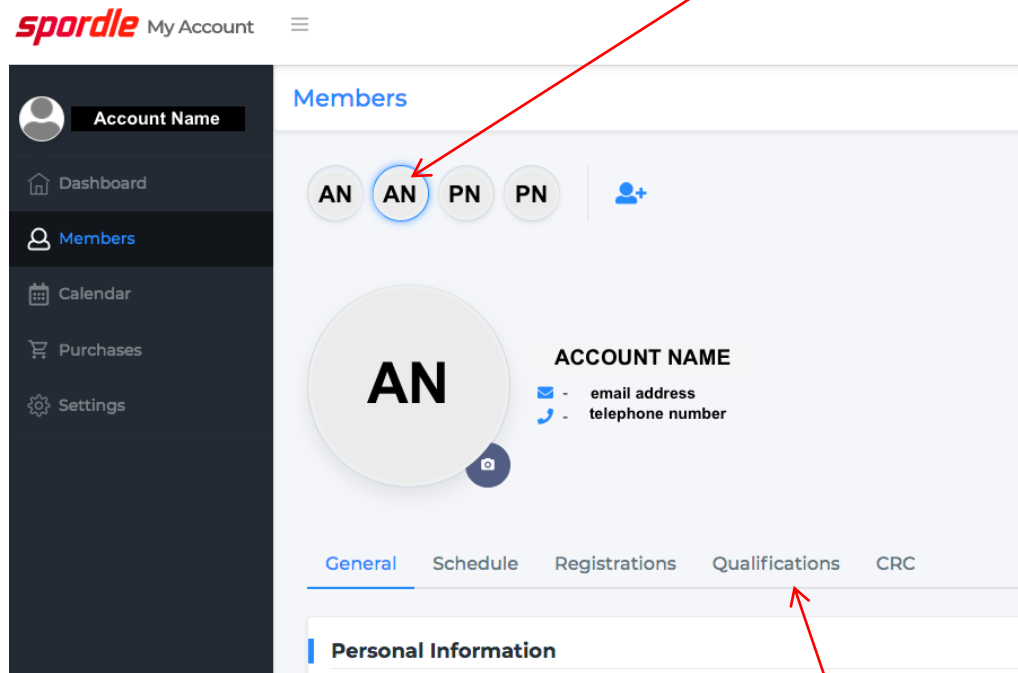 spordle My Account
Account Name
Dashboard
Members
Calendar
Purchases
Settings
Members
AN AN PN PN
AN
ACCOUNT NAME
- email address
- telephone number
General Schedule Registrations Qualifications CRC
Personal Information